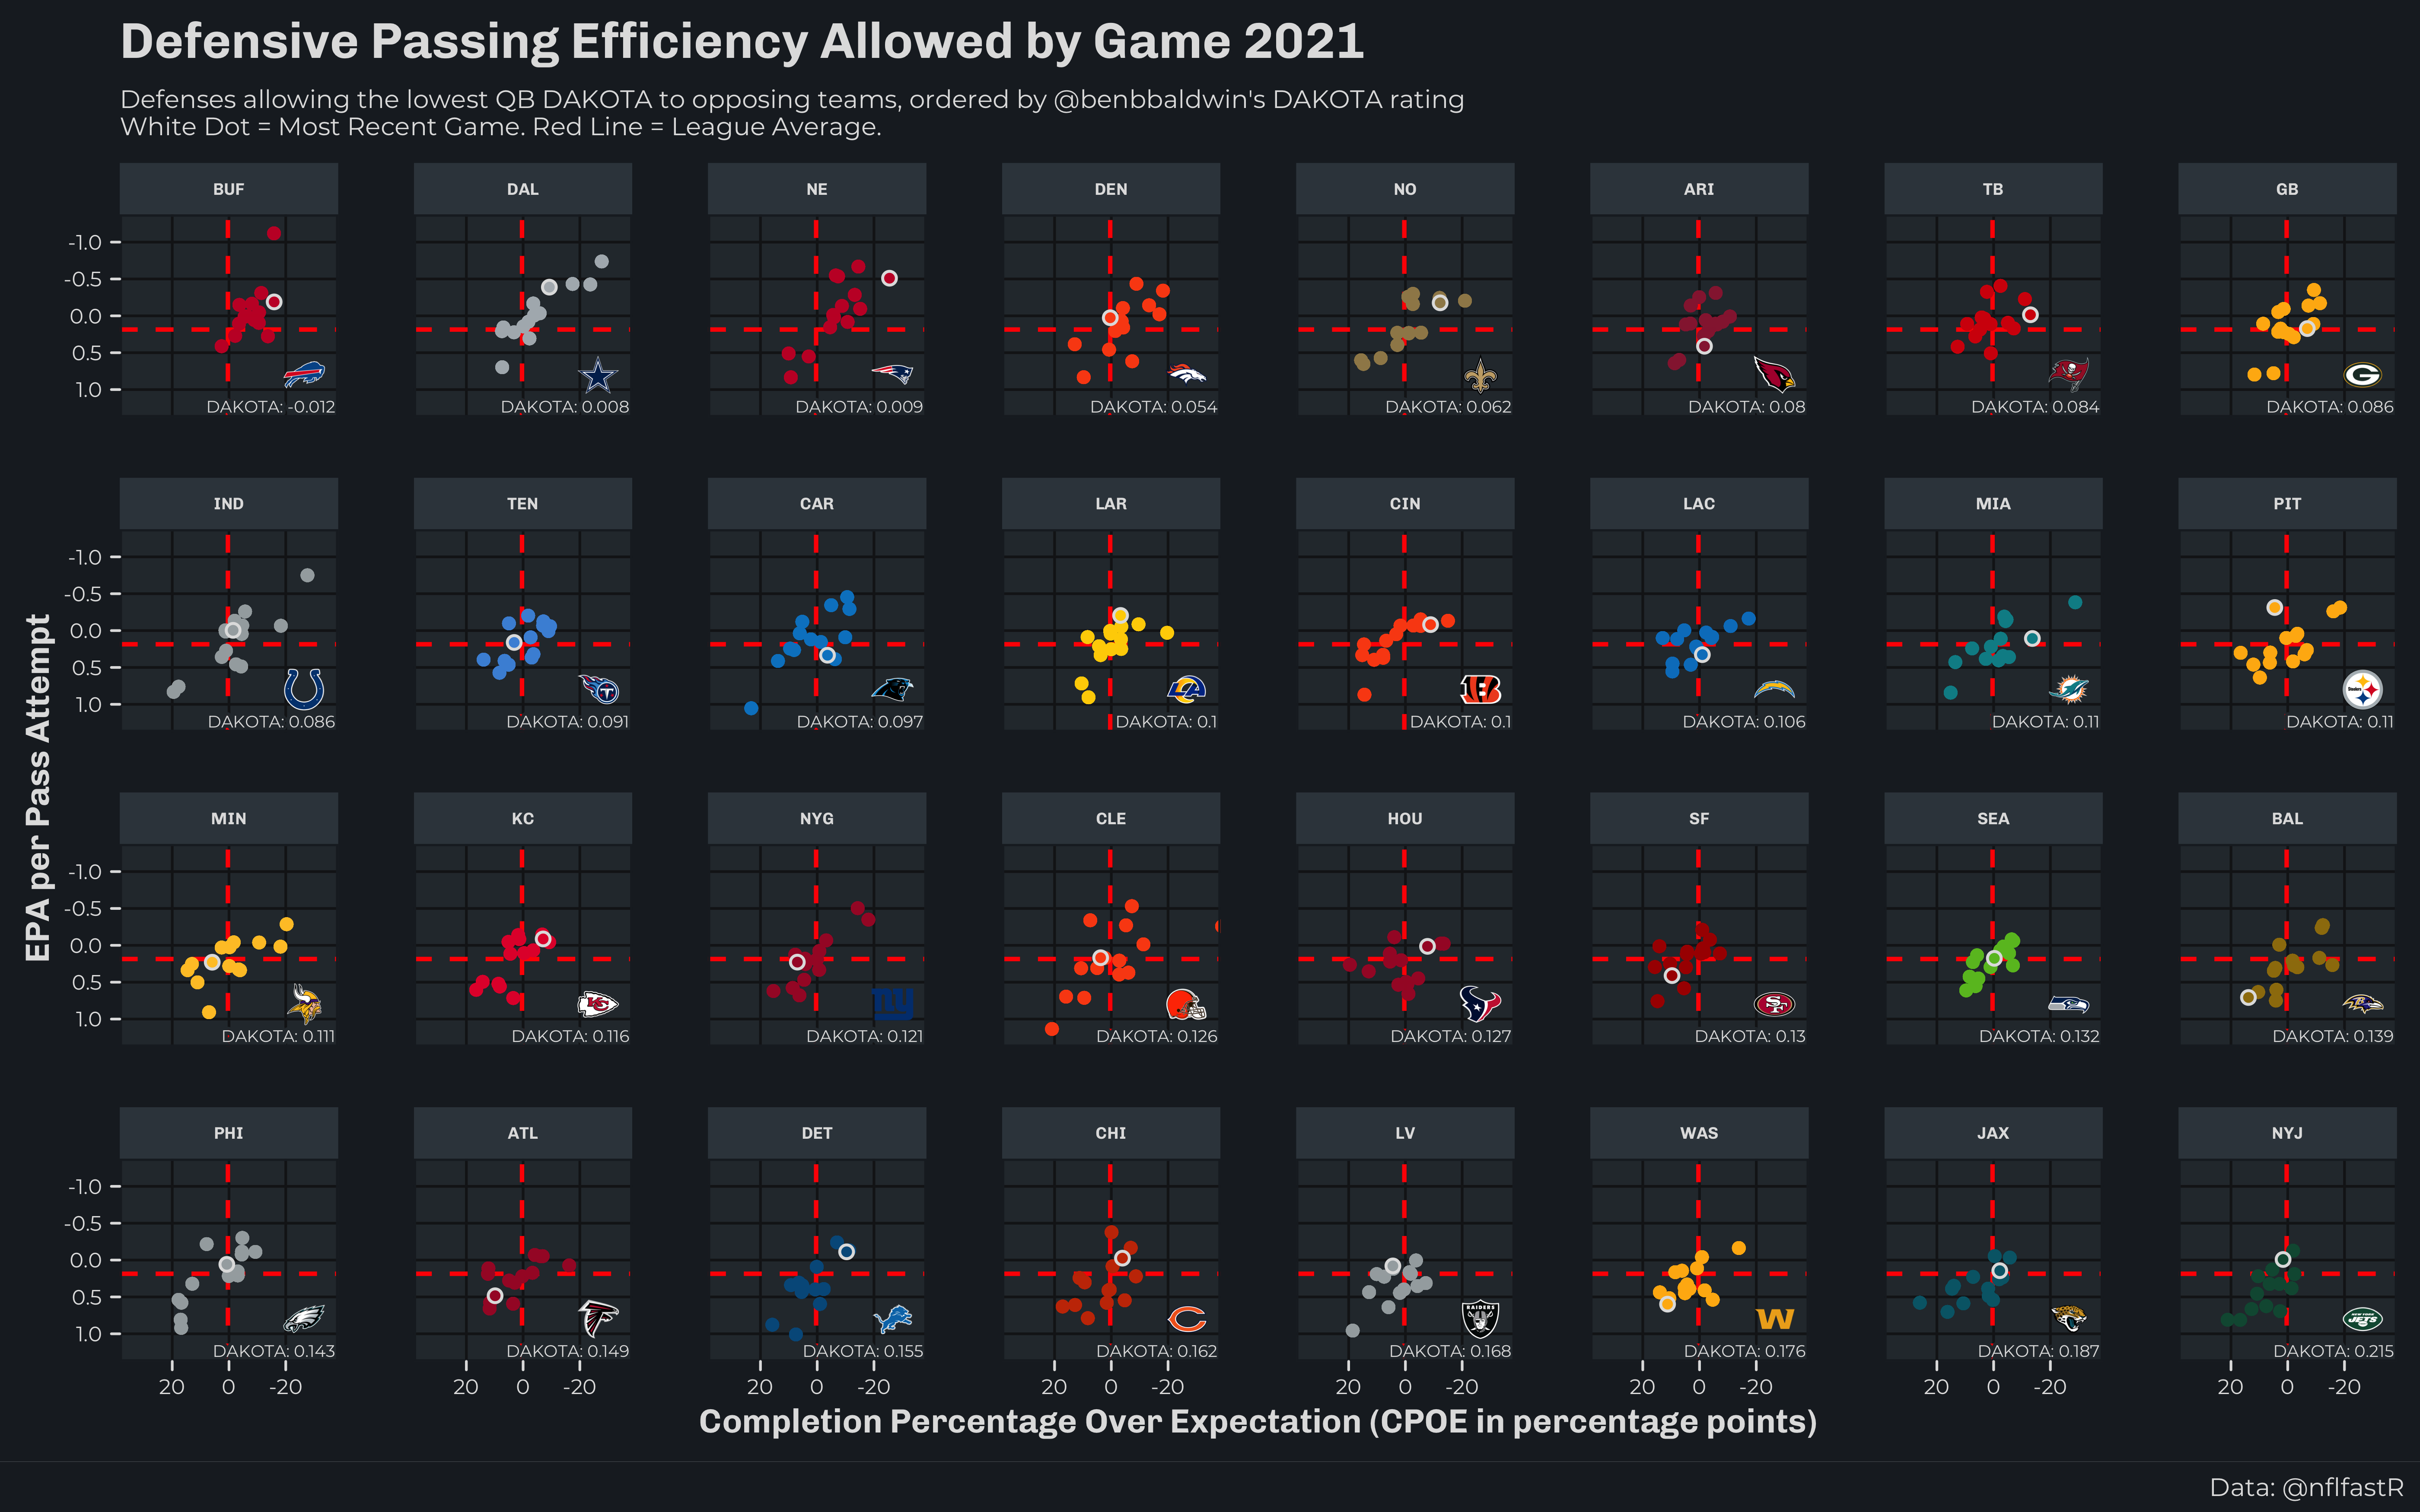 Defensive Passing Efficiency Allowed by Game 2021
Defenses allowing the lowest QB DAKOTA to opposing teams, ordered by @benbbaldwin's DAKOTA rating
White Dot = Most Recent Game. Red Line = League Average.
EPA per Pass Attempt
BUF DAL NE DEN NO ARI TB GB
-1.0
-0.5
0.0
0.5
1.0
DAKOTA: -0.012 DAKOTA: 0.008 DAKOTA: 0.009 DAKOTA: 0.054 DAKOTA: 0.062 DAKOTA: 0.08 DAKOTA: 0.084 DAKOTA: 0.086
IND TEN CAR LAR CIN LAC MIA PIT
-1.0
-0.5
0.0
0.5
1.0
DAKOTA: 0.086 DAKOTA: 0.091 DAKOTA: 0.097 DAKOTA: 0.1 DAKOTA: 0.1 DAKOTA: 0.106 DAKOTA: 0.11 DAKOTA: 0.11
MIN KC NYG CLE HOU SF SEA BAL
-1.0
-0.5
0.0
0.5
1.0
DAKOTA: 0.111 DAKOTA: 0.116 DAKOTA: 0.121 DAKOTA: 0.126 DAKOTA: 0.127 DAKOTA: 0.13 DAKOTA: 0.132 DAKOTA: 0.139
PHI ATL DET CHI LV WAS JAX NYJ
-1.0
-0.5
0.0
0.5
1.0
DAKOTA: 0.143 DAKOTA: 0.149 DAKOTA: 0.155 DAKOTA: 0.162 DAKOTA: 0.168 DAKOTA: 0.176 DAKOTA: 0.187 DAKOTA: 0.215
20 0 -20 20 0 -20 20 0 -20 20 0 -20 20 0 -20 20 0 -20 20 0 -20 20 0 -20
Completion Percentage Over Expectation (CPOE in percentage points)
Data: @nflfastR